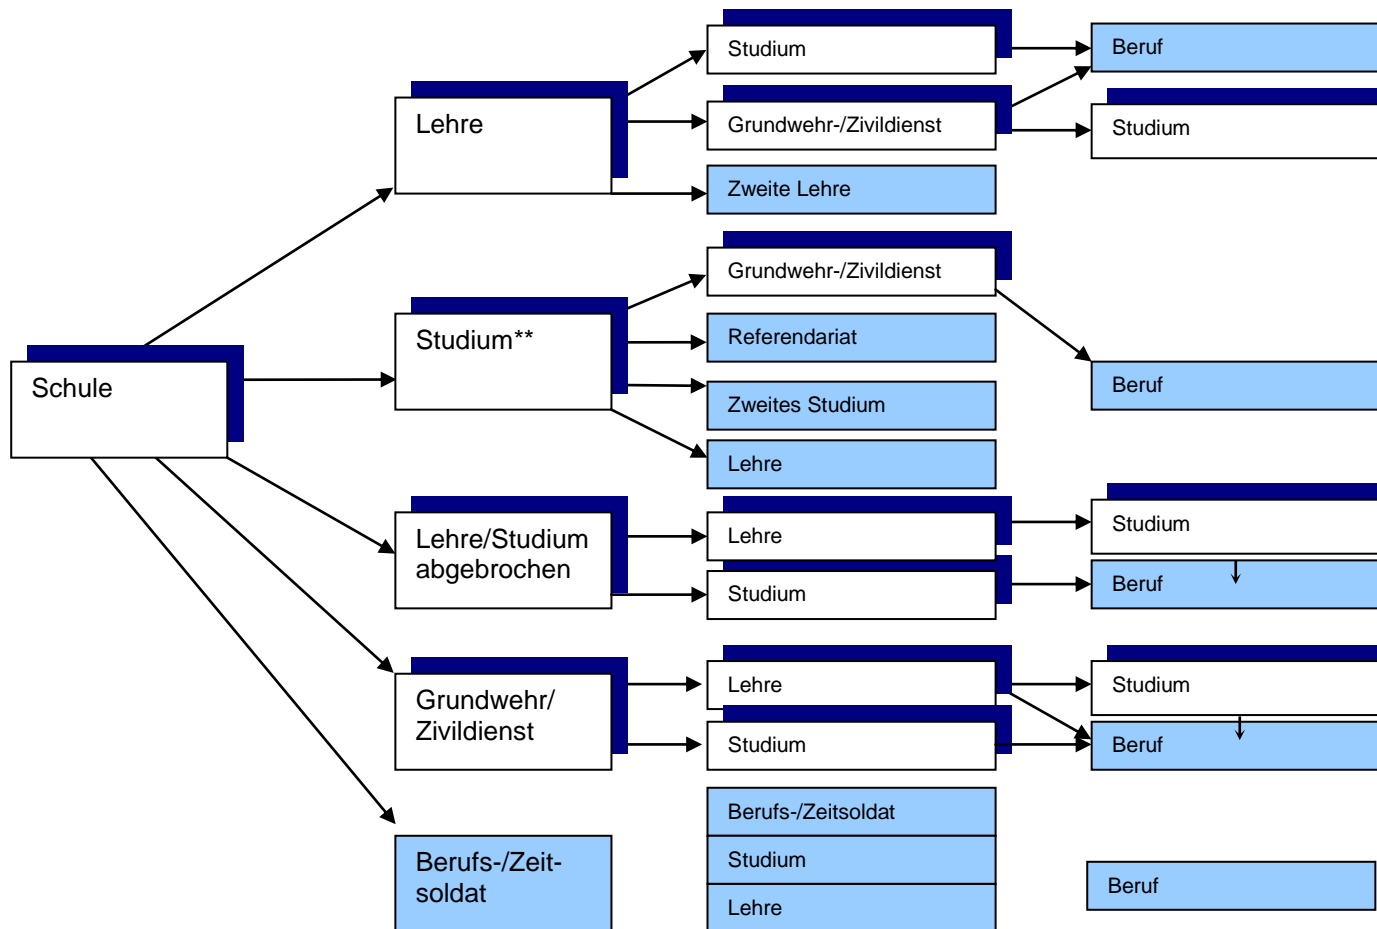 Studium
Beruf
Lehre
Grundwehr-/Zivildienst
Studium
Zweite Lehre
Grundwehr-/Zivildienst
Studium**
Referendariat
Schule
Beruf
Zweites Studium
Lehre
Lehre/Studium
abgebrochen
Lehre
Studium
Studium
Beruf
Grundwehr/
Zivildienst
Lehre
Studium
Studium
Beruf
Berufs-/Zeitsoldat
Berufs-/Zeit-
soldat
Studium
Beruf
Lehre